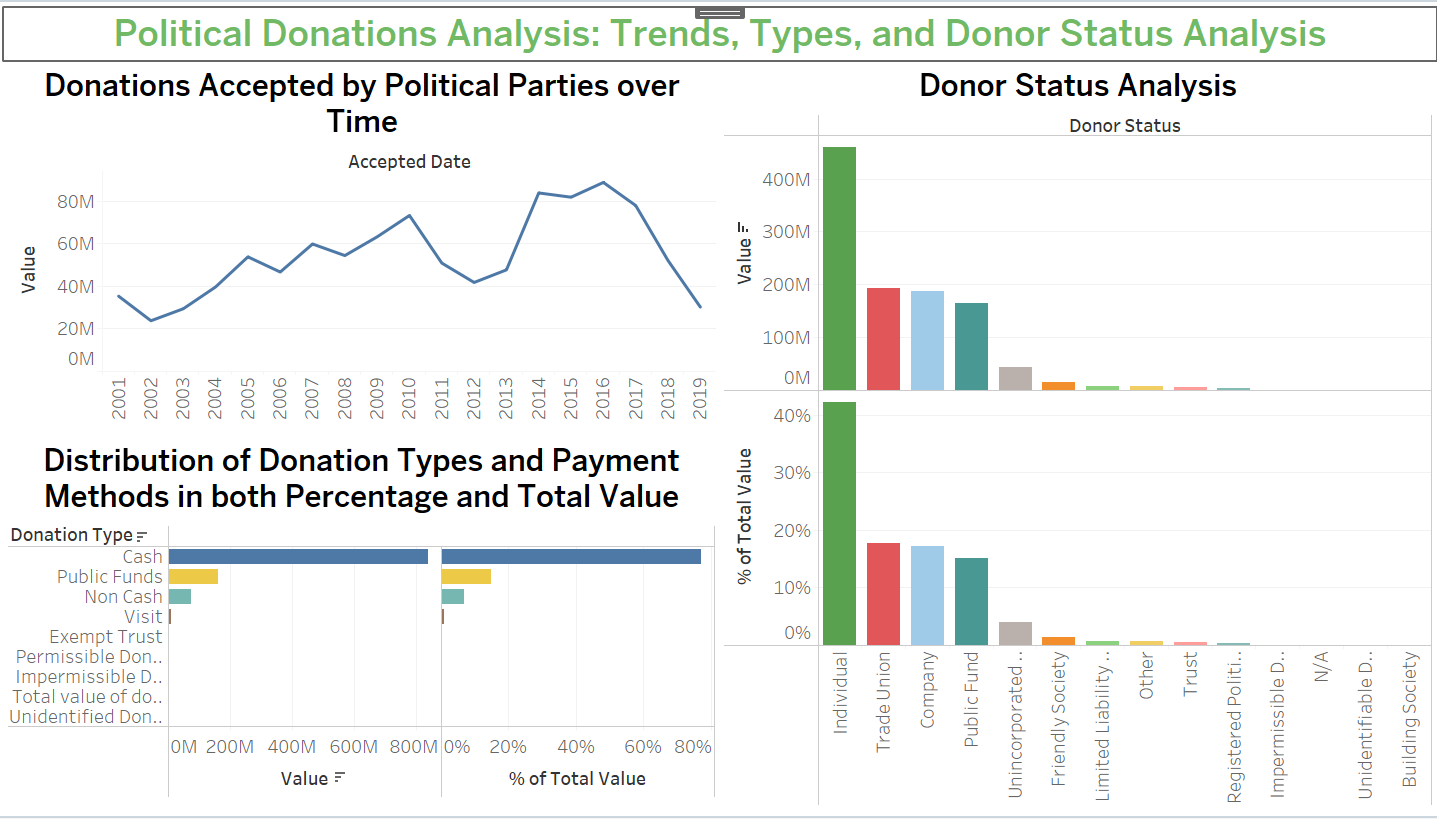 Political Donations Analysis: Trends, Types, and Donor Status Analysis
Donations Accepted by Political Parties over
Time
Accepted Date
Value
80M
60M
40M
20M
0M
2001
2002
2003
2004
2005
2006
2007
2008
2009
2010
2011
2012
2013
2014
2015
2016
2017
2018
2019
Distribution of Donation Types and Payment
Methods in both Percentage and Total Value
Donation Type
Cash
Public Funds
Non Cash
Visit
Exempt Trust
Permissible Don..
Impermissible D..
Total value of do..
Unidentified Don..
0M 200M 400M 600M 800M
0% 20% 40% 60% 80%
Value
% of Total Value
Donor Status Analysis
Donor Status
Value
400M
300M
200M
100M
0M
% of Total Value
40%
30%
20%
10%
0%
Individual
Trade Union
Company
Public Fund
Unincorporated ..
Friendly Society
Limited Liability ..
Other
Trust
Registered Politi..
Impermissible D..
N/A
Unidentifiable D..
Building Society